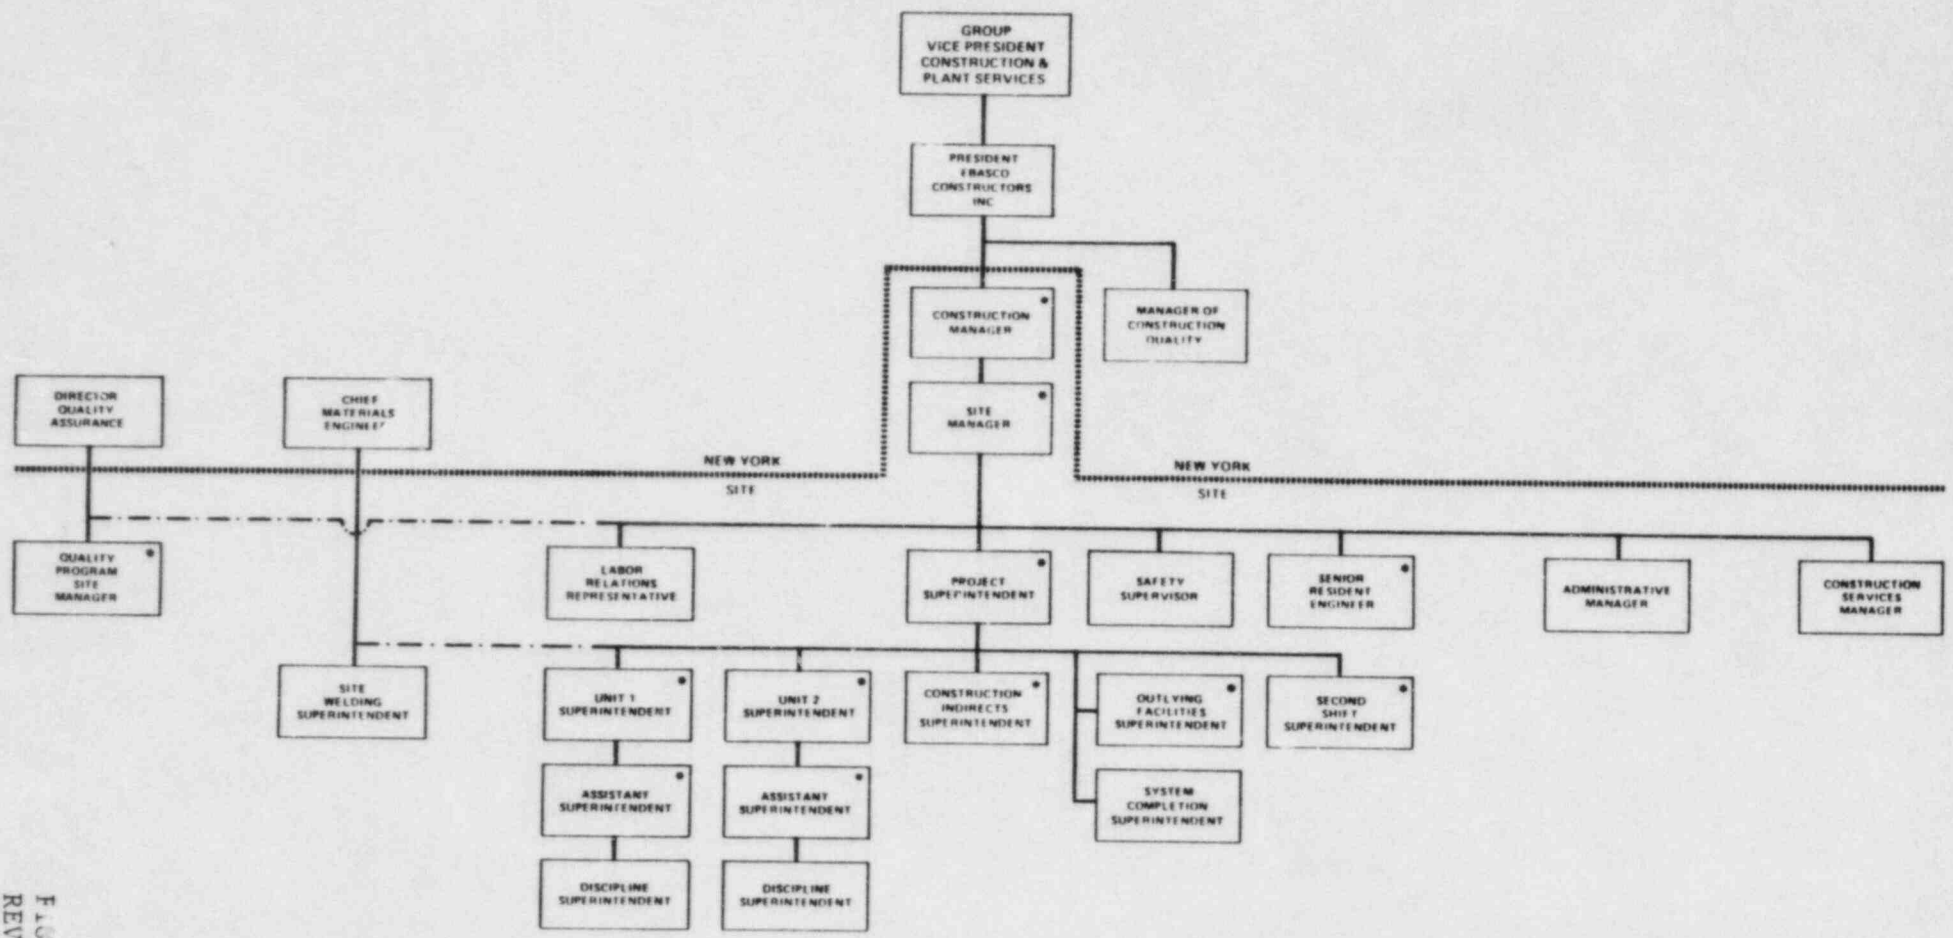 GROUP
VICE PRESIDENT
CONSTRUCTION &
PLANT SERVICES
PRESIDENT
EBASCO
CONSTRUCTORS
INC
CONSTRUCTION
MANAGER
MANAGER OF
CONSTRUCTION
QUALITY
DIRECTOR
QUALITY
ASSURANCE
CHIEF
MATERIALS
ENGINEER
SITE
MANAGER
NEW YORK
SITE
NEW YORK
SITE
QUALITY
PROGRAM
SITE
MANAGER
LABOR
RELATIONS
REPRESENTATIVE
PROJECT
SUPERINTENDENT
SAFETY
SUPERVISOR
SENIOR
RESIDENT
ENGINEER
ADMINISTRATIVE
MANAGER
CONSTRUCTION
SERVICES
MANAGER
SITE
WELDING
SUPERINTENDENT
UNIT 1
SUPERINTENDENT
UNIT 2
SUPERINTENDENT
CONSTRUCTION
INDIRECTS
SUPERINTENDENT
OUTLYING
FACILITIES
SUPERINTENDENT
SECOND
SHIFT
SUPERINTENDENT
ASSISTANT
SUPERINTENDENT
ASSISTANT
SUPERINTENDENT
SYSTEM
COMPLETION
SUPERINTENDENT
DISCIPLINE
SUPERINTENDENT
DISCIPLINE
SUPERINTENDENT
REV